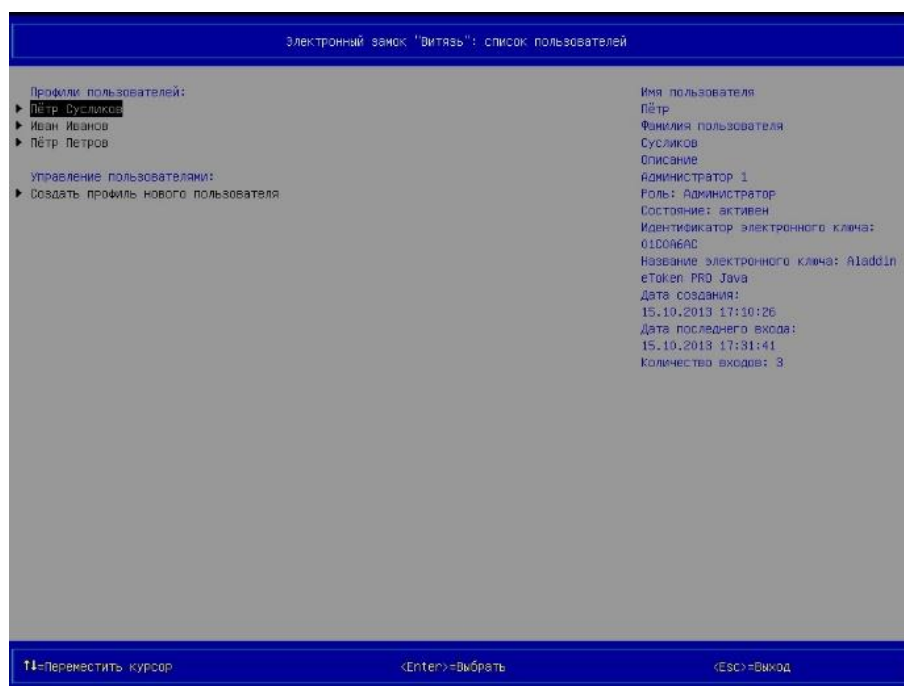 Электронный замок "Витязь": список пользователей
Профили пользователей:
Пётр Сусликов
Иван Иванов
Пётр Петров
Управление пользователями:
Создать профиль нового пользователя
Имя пользователя
Пётр
Фамилия пользователя
Сусликов
Описание
Администратор 1
Роль: Администратор
Состояние: активен
Идентификатор электронного ключа:
01C0A6AC
Название электронного ключа: Aladdin
eToken PRO Java
Дата создания:
15.10.2013 17:10:26
Дата последнего входа:
15.10.2013 17:31:41
Количество входов: 3
↑↓=Переместить курсор
<Enter>=Выбрать
<Esc>=Выход